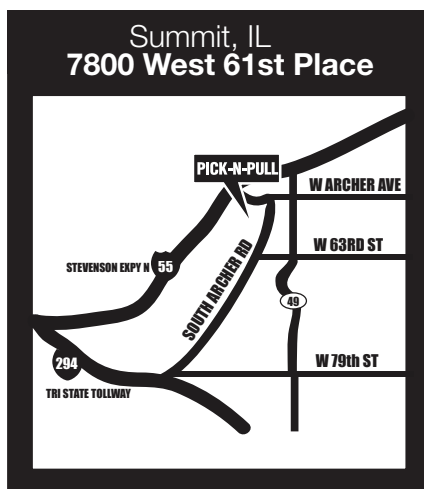 Summit, IL
7800 West 61st Place
PICK-N-PULL
W ARCHER AVE
W 63RD ST
STEVENSON EXPY N 55
SOUTH ARCHER RD
49
294
W 79th ST
TRI STATE TOLLWAY